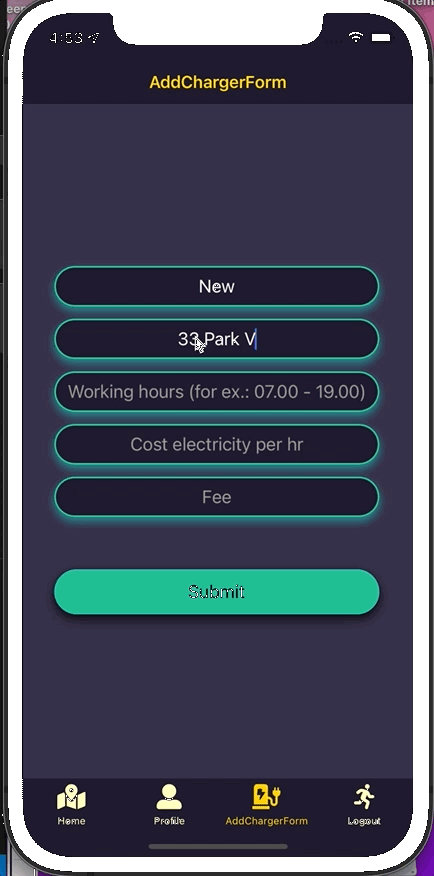 4:53
AddChargerForm
New
33 Park V
Working hours (for ex.: 07.00 - 19.00)
Cost electricity per hr
Fee
Submit
Home Profile AddChargerForm Logout